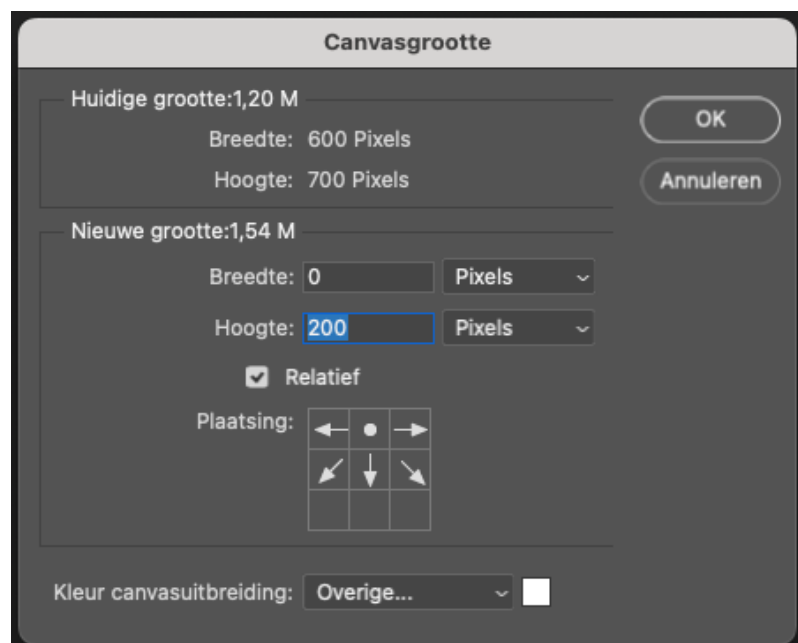 Canvasgrootte
Huidige grootte:1,20 M
Breedte: 600 Pixels
Hoogte: 700 Pixels
OK
Annuleren
Nieuwe grootte:1,54 M
Breedte: 0 Pixels
Hoogte: 200 Pixels
Relatief
Plaatsing:
Kleur canvasuitbreiding: Overige...